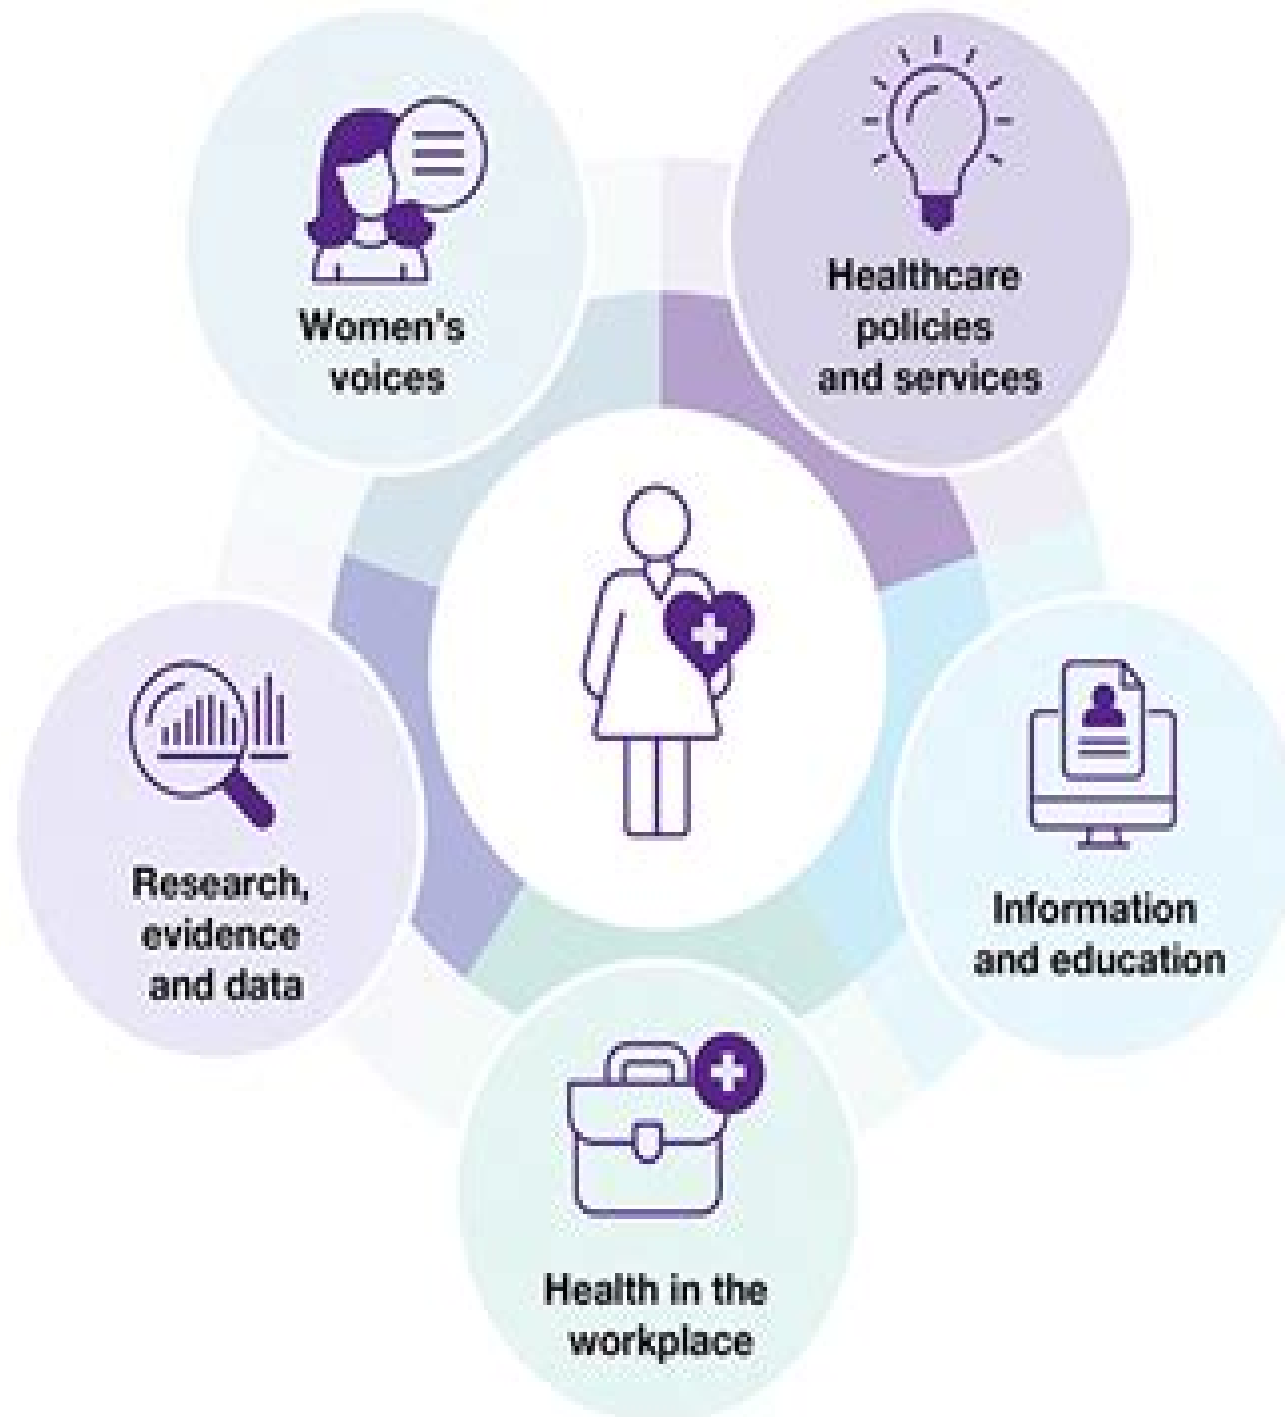 Women's
voices
Healthcare
policies
and services
Information
and education
Health in the
workplace
Research,
evidence
and data